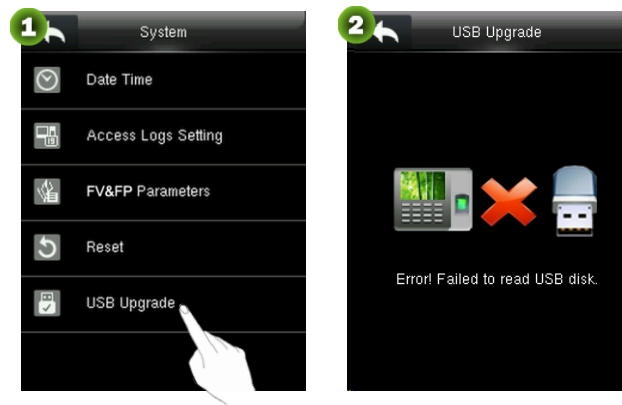 1
System
Date Time
Access Logs Setting
FV&FP Parameters
Reset
USB Upgrade
2
USB Upgrade
Error! Failed to read USB disk.